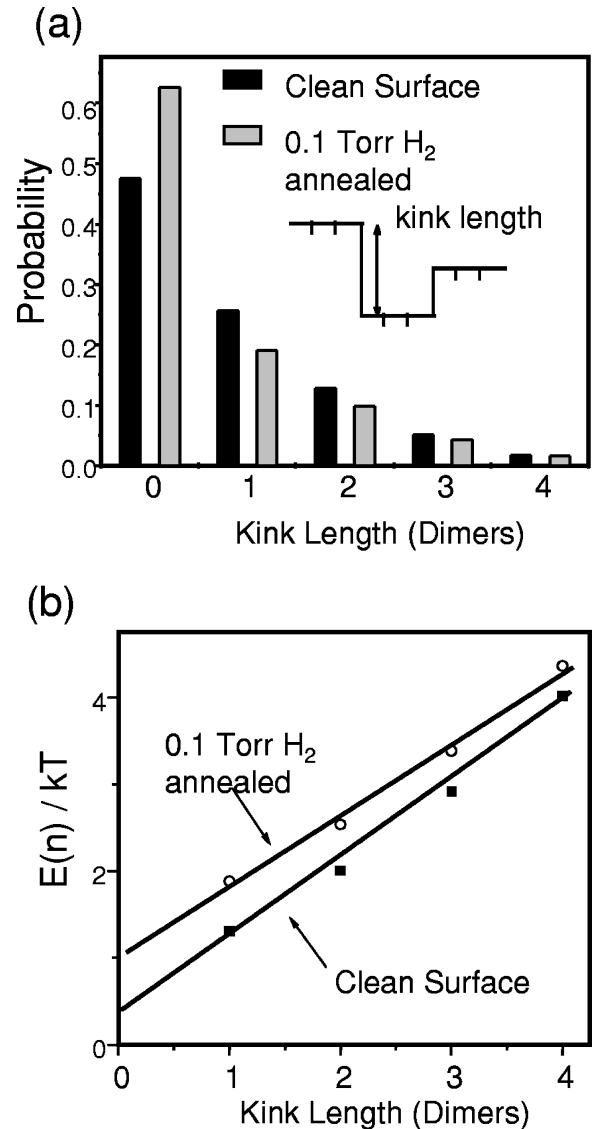 (a)
Probability
0.6
0.5
0.4
0.3
0.2
0.1
0.0
Clean Surface
0.1 Torr H₂
annealed
kink length
0 1 2 3 4
Kink Length (Dimers)
(b)
E(n) / kT
4
2
0
0.1 Torr H₂
annealed
Clean Surface
0 1 2 3 4
Kink Length (Dimers)